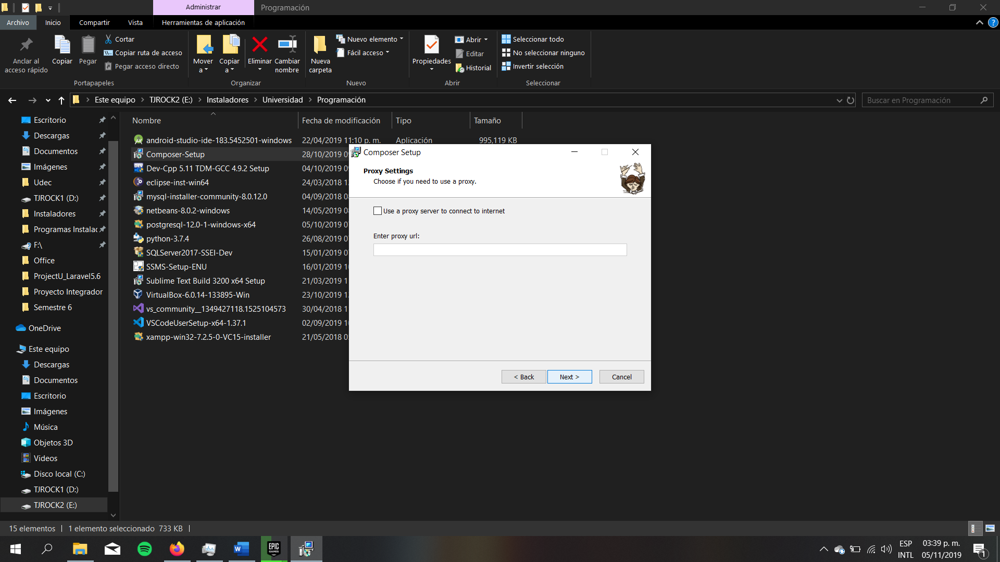 Administrar
Programación
Archivo
Inicio
Compartir
Vista
Herramientas de aplicación
Anclar al
acceso rápido
Copiar
Pegar
Cortar
Copiar ruta de acceso
Pegar acceso directo
Portapapeles
Mover
a
Copiar
a
Eliminar
Cambiar
nombre
Organizar
Nueva
carpeta
Nuevo elemento
Fácil acceso
Nuevo
Propiedades
Abrir
Editar
Historial
Abrir
Seleccionar todo
No seleccionar ninguno
Invertir selección
Seleccionar
Este equipo > TJROCK2 (E:) > Instaladores > Universidad > Programación
Buscar en Programación
Escritorio
Descargas
Documentos
Imágenes
Udec
TJROCK1 (D:)
Instaladores
Programas Instalac
F:\
Office
ProjectU_Laravel5.6
Proyecto Integrador
Semestre 6
OneDrive
Este equipo
Descargas
Documentos
Escritorio
Imágenes
Música
Objetos 3D
Videos
Disco local (C:)
TJROCK1 (D:)
TJROCK2 (E:)
Nombre Fecha de modificación Tipo Tamaño
android-studio-ide-183.5452501-windows 22/04/2019 11:10 p. m. Aplicación 995,119 KB
Composer-Setup 28/10/2019 0
Dev-Cpp 5.11 TDM-GCC 4.9.2 Setup 04/10/2019 0
eclipse-inst-win64 24/03/2018 1
mysql-installer-community-8.0.12.0 04/09/2018 0
netbeans-8.0.2-windows 14/05/2019 0
postgresql-12.0-1-windows-x64 05/10/2019 0
python-3.7.4 26/08/2019 0
SQLServer2017-SSEI-Dev 15/01/2019 0
SSMS-Setup-ENU 16/01/2019 1
Sublime Text Build 3200 x64 Setup 21/03/2019 1
VirtualBox-6.0.14-133895-Win 23/10/2019 1
vs_community__1349427118.1525104573 30/04/2018 1
VSCodeUserSetup-x64-1.37.1 02/09/2019 1
xampp-win32-7.2.5-0-VC15-installer 21/05/2018 0
Composer Setup
Proxy Settings
Choose if you need to use a proxy.
Use a proxy server to connect to internet
Enter proxy url:
< Back
Next >
Cancel
15 elementos
1 elemento seleccionado 733 KB
EPIC
GAMES
ESP
INTL
03:39 p. m.
05/11/2019
1